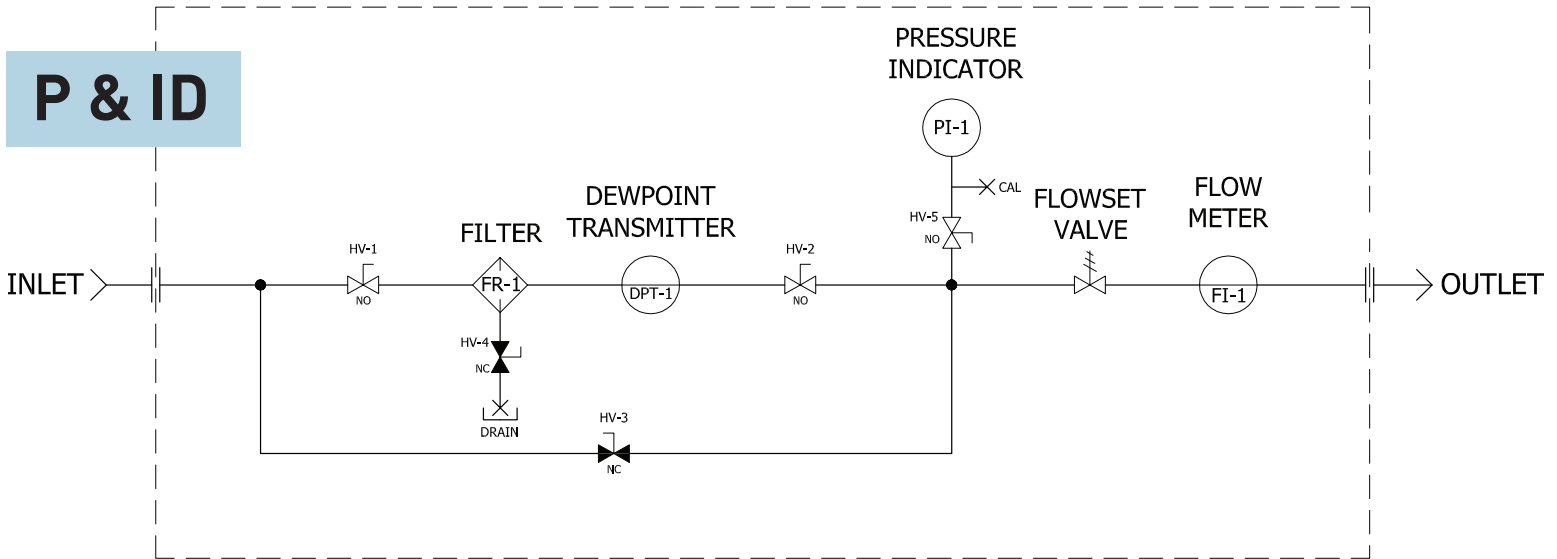 P & ID
PRESSURE
INDICATOR
PI-1
CAL
HV-5
NO
DEWPOINT
TRANSMITTER
FLOWSET
VALVE
FLOW
METER
FILTER
HV-1
HV-2
INLET
NO
FR-1
DPT-1
NO
FI-1
OUTLET
HV-4
NC
DRAIN
HV-3
NC